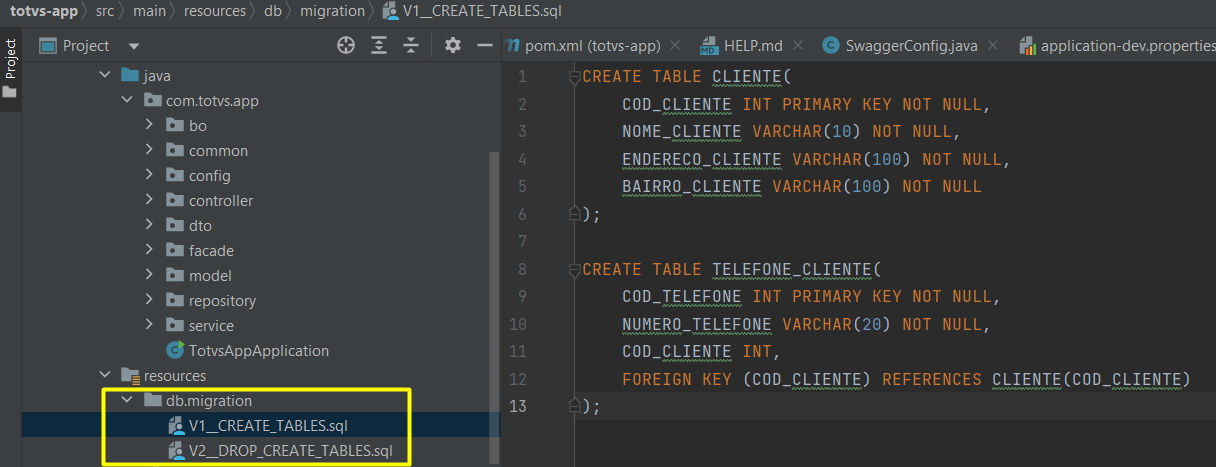 totvs-app > src > main > resources > db > migration > V1__CREATE_TABLES.sql
Project
Project
pom.xml (totvs-app)
HELP.md
SwaggerConfig.java
application-dev.properties
java
com.totvs.app
bo
common
config
controller
dto
facade
model
repository
service
TotvsAppApplication
resources
db.migration
V1__CREATE_TABLES.sql
V2__DROP_CREATE_TABLES.sql
1 CREATE TABLE CLIENTE(
2 COD_CLIENTE INT PRIMARY KEY NOT NULL,
3 NOME_CLIENTE VARCHAR(10) NOT NULL,
4 ENDERECO_CLIENTE VARCHAR(100) NOT NULL,
5 BAIRRO_CLIENTE VARCHAR(100) NOT NULL
6 );
7
8 CREATE TABLE TELEFONE_CLIENTE(
9 COD_TELEFONE INT PRIMARY KEY NOT NULL,
10 NUMERO_TELEFONE VARCHAR(20) NOT NULL,
11 COD_CLIENTE INT,
12 FOREIGN KEY (COD_CLIENTE) REFERENCES CLIENTE(COD_CLIENTE)
13 );